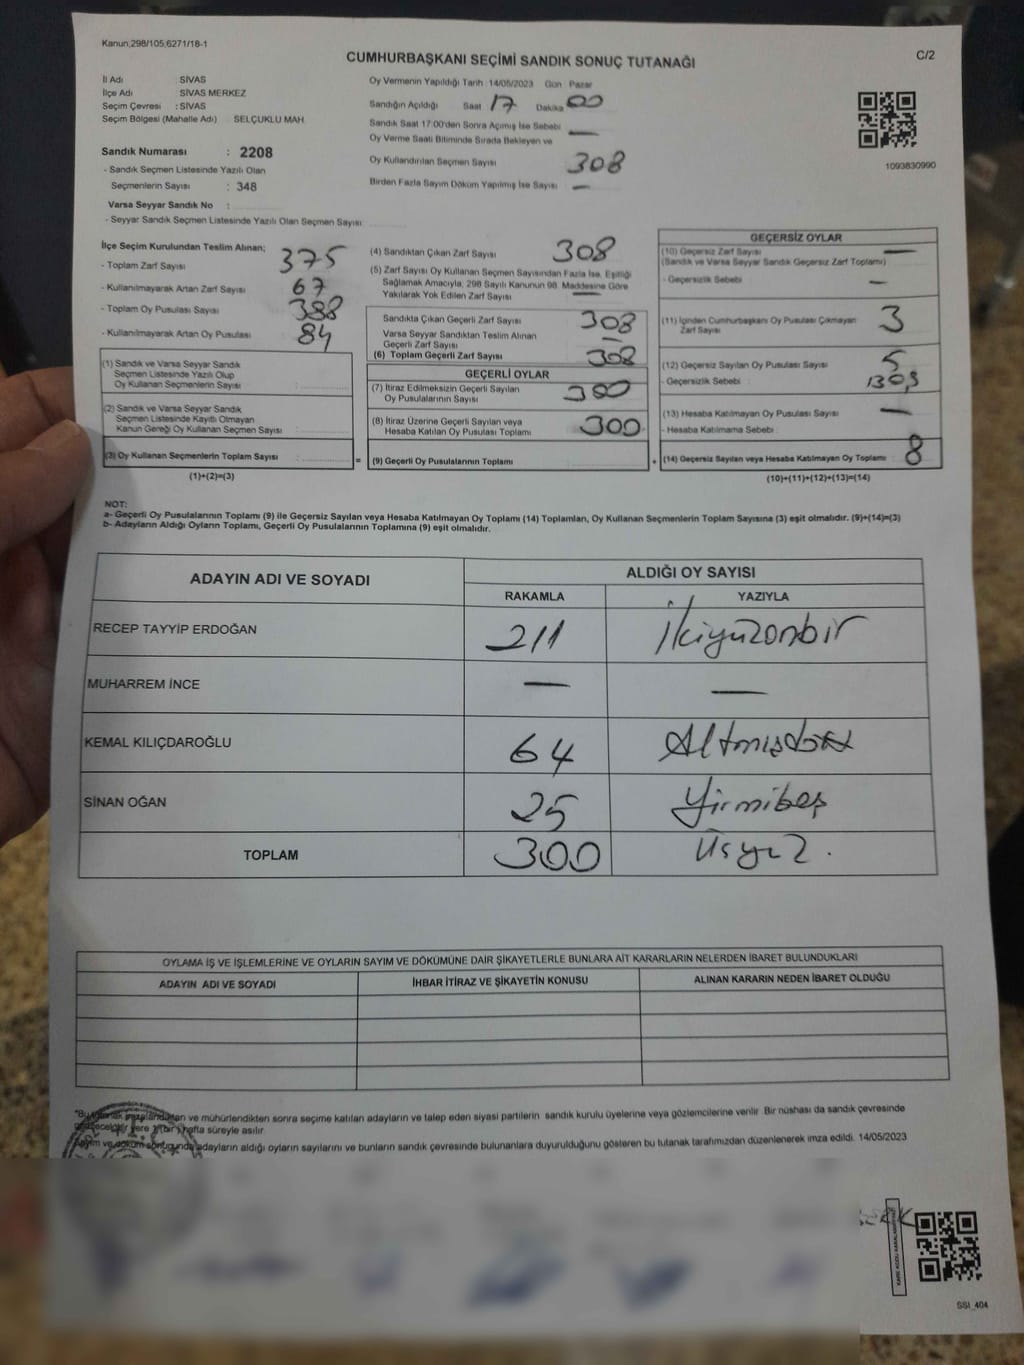 Kanun,298/105,6271/18-1
C/2
CUMHURBAŞKANI SEÇİMİ SANDIK SONUÇ TUTANAĞI
İl Adı : SİVAS
İlçe Adı : SİVAS MERKEZ
Seçim Çevresi : SİVAS
Seçim Bölgesi (Mahalle Adı) SELÇUKLU MAH.
Sandık Numarası : 2208
- Sandık Seçmen Listesinde Yazılı Olan
Seçmenlerin Sayısı : 348
Varsa Seyyar Sandık No :
- Seyyar Sandık Seçmen Listesinde Yazılı Olan Seçmen Sayısı:
Oy Vermenin Yapıldığı Tarih :14/05/2023 Gün Pazar
Sandığın Açıldığı Saat 17 Dakika 00
Sandık Saat 17:00'den Sonra Açımış İse Sebebi —
Oy Verme Saati Bitiminde Sırada Bekleyen ve
Oy Kullandırılan Seçmen Sayısı 308
Birden Fazla Sayım Döküm Yapılmış İse Sayısı —
1093830990
İlçe Seçim Kurulundan Teslim Alınan;
- Toplam Zarf Sayısı 375
- Kullanılmayarak Artan Zarf Sayısı 67
- Toplam Oy Pusulası Sayısı 388
- Kullanılmayarak Artan Oy Pusulası 84
(1) Sandık ve Varsa Seyyar Sandık
Seçmen Listesinde Yazılı Olup
Oy Kullanan Seçmenlerin Sayısı :
(2) Sandık ve Varsa Seyyar Sandık
Seçmen Listesinde Kayıtlı Olmayan
Kanun Gereği Oy Kullanan Seçmen Sayısı :
(3) Oy Kullanan Seçmenlerin Toplam Sayısı :
(1)+(2)=(3)
(4) Sandıktan Çıkan Zarf Sayısı 308
(5) Zarf Sayısı Oy Kullanan Seçmen Sayısından Fazla İse, Eşitliği
Sağlamak Amacıyla, 298 Sayılı Kanunun 98. Maddesine Göre
Yakılarak Yok Edilen Zarf Sayısı —
Sandıkta Çıkan Geçerli Zarf Sayısı 308
Varsa Seyyar Sandıktan Teslim Alınan
Geçerli Zarf Sayısı —
(6) Toplam Geçerli Zarf Sayısı 308
GEÇERLİ OYLAR
(7) İtiraz Edilmeksizin Geçerli Sayılan
Oy Pusulalarının Sayısı 300
(8) İtiraz Üzerine Geçerli Sayılan veya
Hesaba Katılan Oy Pusulası Toplamı 300
= (9) Geçerli Oy Pusulalarının Toplamı
GEÇERSİZ OYLAR
(10) Geçersiz Zarf Sayısı —
(Sandık ve Varsa Seyyar Sandık Geçersiz Zarf Toplamı)
- Geçersizlik Sebebi —
(11) İçinden Cumhurbaşkanı Oy Pusulası Çıkmayan
Zarf Sayısı 3
(12) Geçersiz Sayılan Oy Pusulası Sayısı 5
- Geçersizlik Sebebi :
(13) Hesaba Katılmayan Oy Pusulası Sayısı —
- Hesaba Katılmama Sebebi :
+ (14) Geçersiz Sayılan veya Hesaba Katılmayan Oy Toplamı : 8
(10)+(11)+(12)+(13)=(14)
NOT:
a- Geçerli Oy Pusulalarının Toplamı (9) ile Geçersiz Sayılan veya Hesaba Katılmayan Oy Toplamı (14) Toplamları, Oy Kullanan Seçmenlerin Toplam Sayısına (3) eşit olmalıdır. (9)+(14)=(3)
b- Adayların Aldığı Oyların Toplamı, Geçerli Oy Pusulalarının Toplamına (9) eşit olmalıdır.
ADAYIN ADI VE SOYADI ALDIĞI OY SAYISI
RAKAMLA YAZIYLA
RECEP TAYYİP ERDOĞAN 211 İkiyüzonbir
MUHARREM İNCE — —
KEMAL KILIÇDAROĞLU 64 Altmışdört
SİNAN OĞAN 25 Yirmibeş
TOPLAM 300 Üsyüz.
OYLAMA İŞ VE İŞLEMLERİNE VE OYLARIN SAYIM VE DÖKÜMÜNE DAİR ŞİKAYETLERLE BUNLARA AİT KARARLARIN NELERDEN İBARET BULUNDUKLARI
ADAYIN ADI VE SOYADI İHBAR İTİRAZ VE ŞİKAYETİN KONUSU ALINAN KARARIN NEDEN İBARET OLDUĞU
ve mühürlendikten sonra seçime katılan adayların ve talep eden siyasi partilerin sandık kurulu üyelerine veya gözlemcilerine verilir. Bir nüshası da sandık çevresinde
yere 1 (bir) hafta süreyle asılır.
adayların aldığı oyların sayılarını ve bunların sandık çevresinde bulunanlara duyurulduğunu gösteren bu tutanak tarafımızdan düzenlenerek imza edildi. 14/05/2023
SSI_404